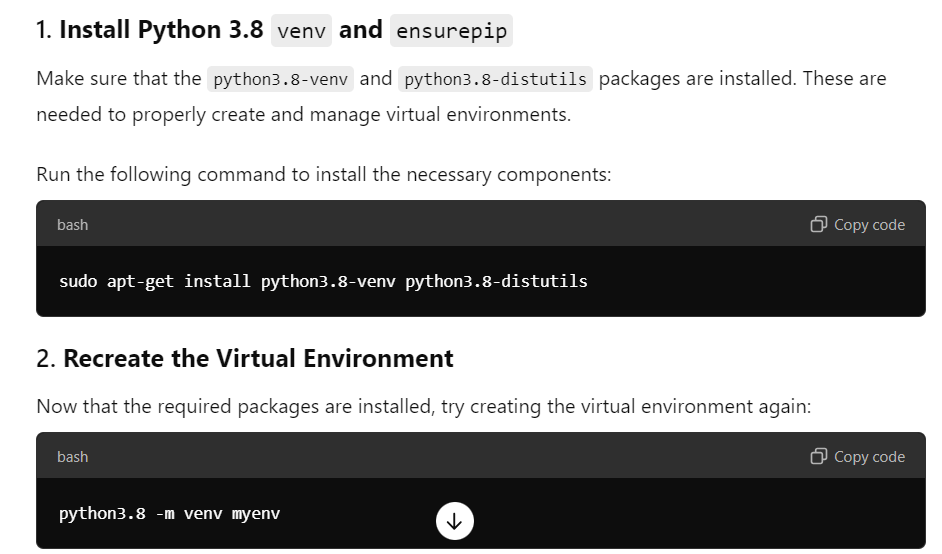 1. Install Python 3.8 venv and ensurepip
Make sure that the python3.8-venv and python3.8-distutils packages are installed. These are
needed to properly create and manage virtual environments.
Run the following command to install the necessary components:
bash
Copy code
sudo apt-get install python3.8-venv python3.8-distutils
2. Recreate the Virtual Environment
Now that the required packages are installed, try creating the virtual environment again:
bash
Copy code
python3.8 -m venv myenv